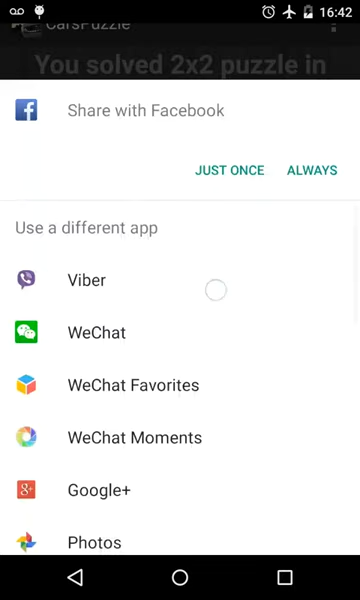 16:42
CarsPuzzle
You solved 2x2 puzzle in
Share with Facebook
JUST ONCE ALWAYS
Use a different app
Viber
WeChat
WeChat Favorites
WeChat Moments
Google+
Photos